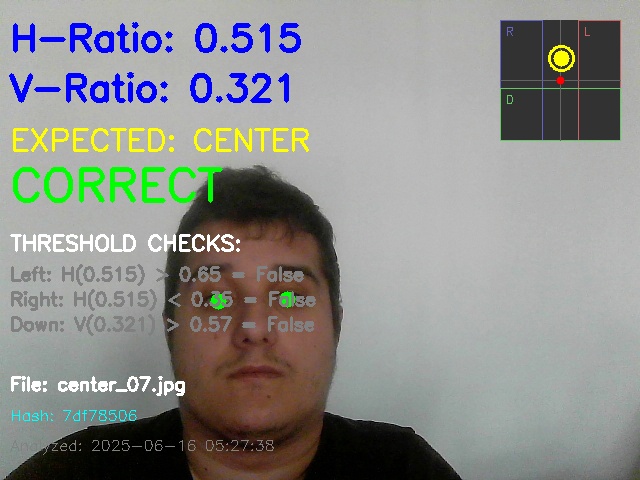 H-Ratio: 0.515
V-Ratio: 0.321
R
L
D
EXPECTED: CENTER
CORRECT
THRESHOLD CHECKS:
Left: H(0.515) > 0.65 = False
Right: H(0.515) < 0.35 = False
Down: V(0.321) > 0.57 = False
File: center_07.jpg
Hash: 7df78506
Analyzed: 2025-06-16 05:27:38